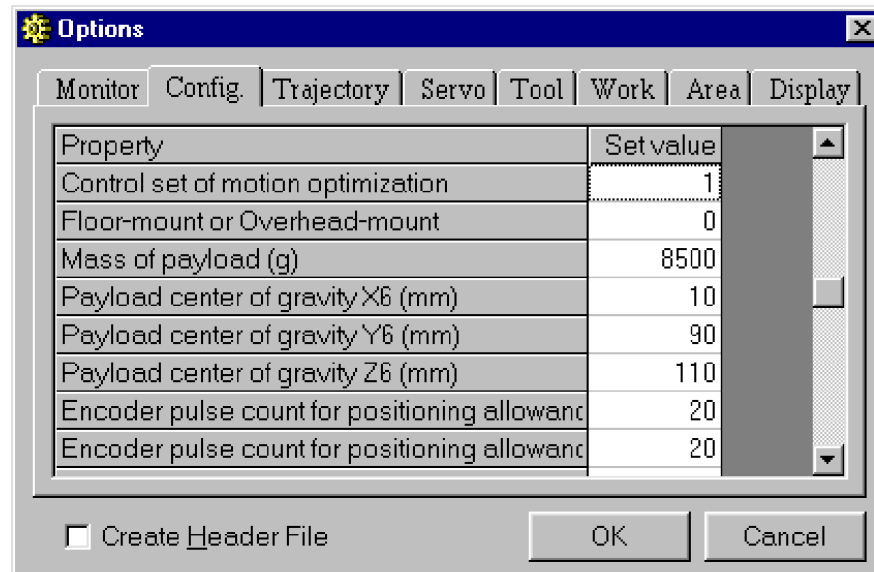 Options
Monitor Config. Trajectory Servo Tool Work Area Display
Property Set value
Control set of motion optimization 1
Floor-mount or Overhead-mount 0
Mass of payload (g) 8500
Payload center of gravity X6 (mm) 10
Payload center of gravity Y6 (mm) 90
Payload center of gravity Z6 (mm) 110
Encoder pulse count for positioning allowanc 20
Encoder pulse count for positioning allowanc 20
Create Header File OK Cancel